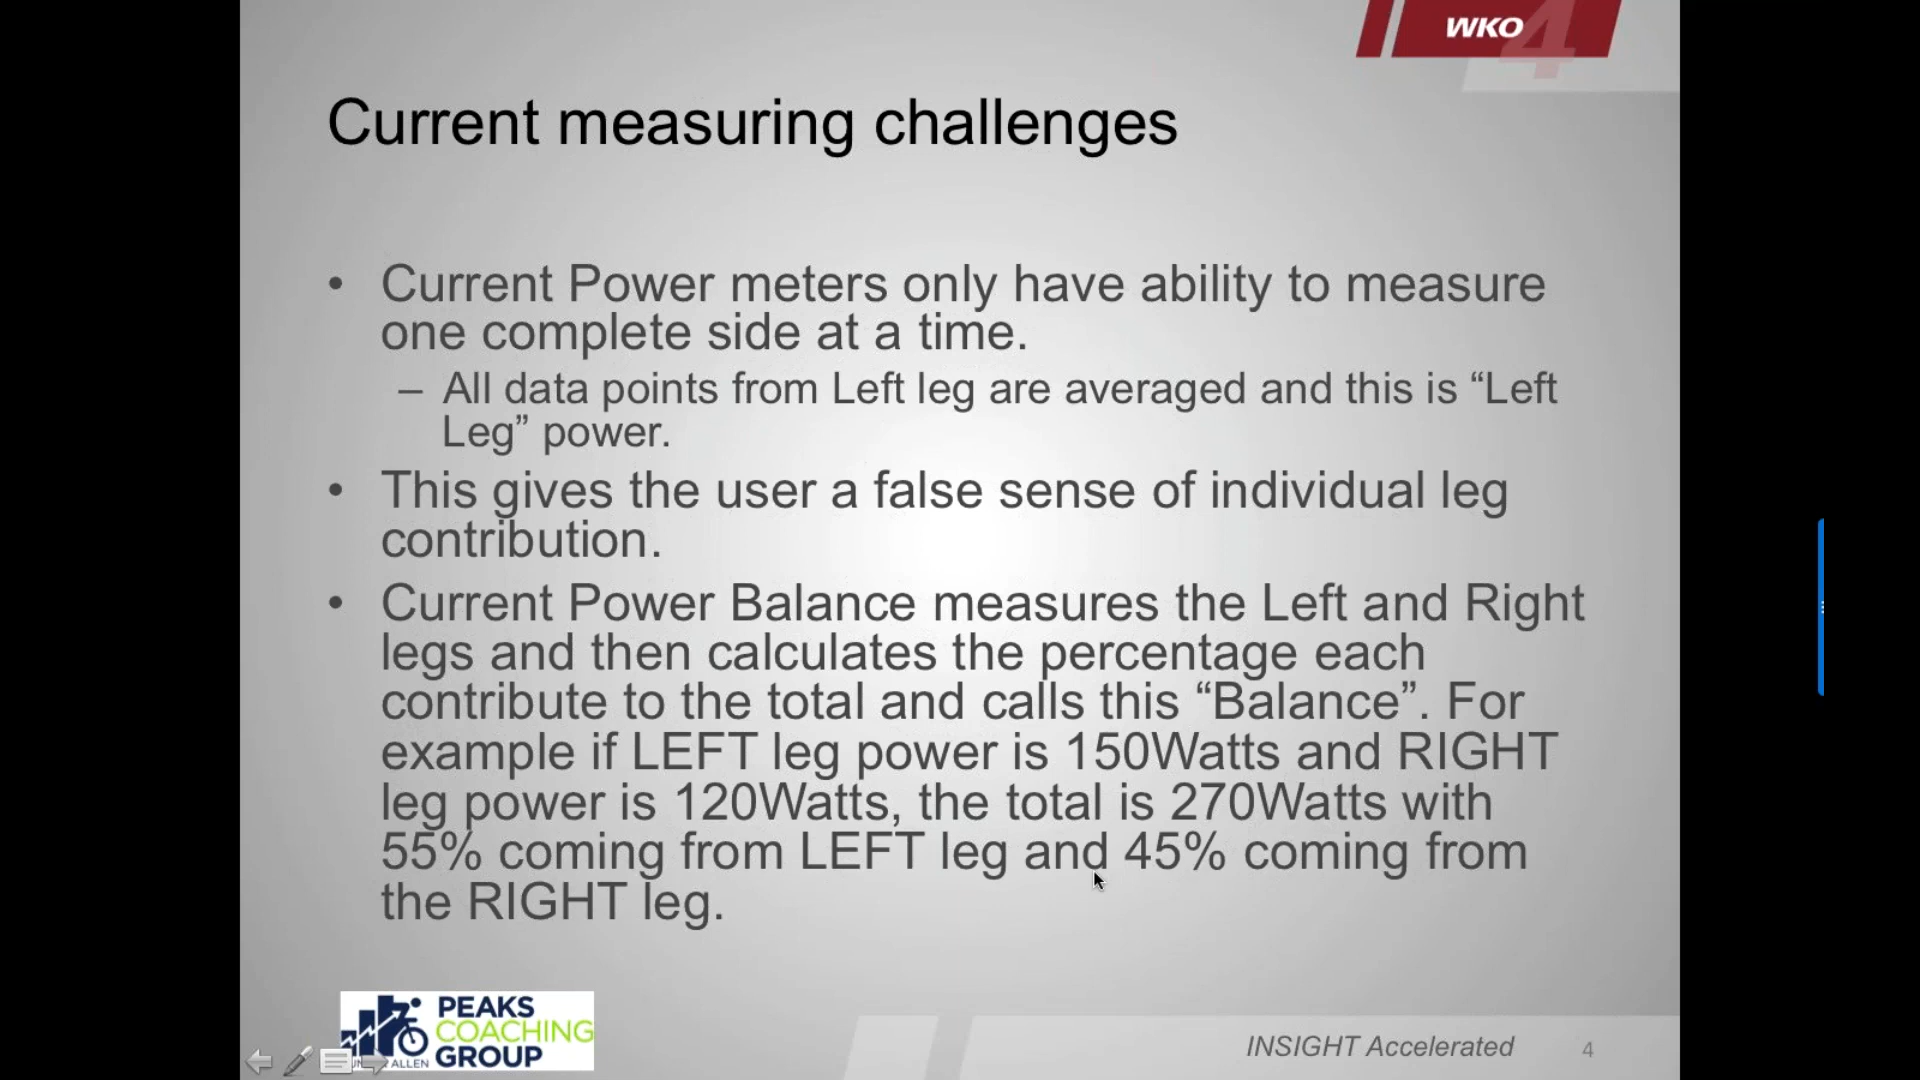 WKO 4
Current measuring challenges
• Current Power meters only have ability to measure
one complete side at a time.
– All data points from Left leg are averaged and this is “Left
Leg” power.
• This gives the user a false sense of individual leg
contribution.
• Current Power Balance measures the Left and Right
legs and then calculates the percentage each
contribute to the total and calls this “Balance”. For
example if LEFT leg power is 150Watts and RIGHT
leg power is 120Watts, the total is 270Watts with
55% coming from LEFT leg and 45% coming from
the RIGHT leg.
PEAKS
COACHING
GROUP
ALLEN
INSIGHT Accelerated
4